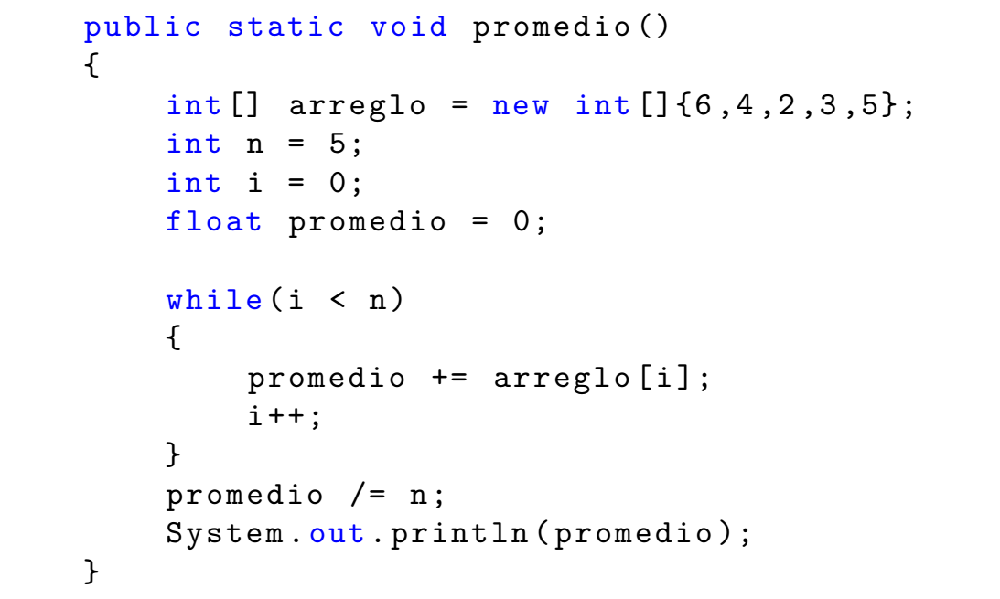 public static void promedio()
{
int[] arreglo = new int[]{6,4,2,3,5};
int n = 5;
int i = 0;
float promedio = 0;
while(i < n)
{
promedio += arreglo[i];
i++;
}
promedio /= n;
System.out.println(promedio);
}